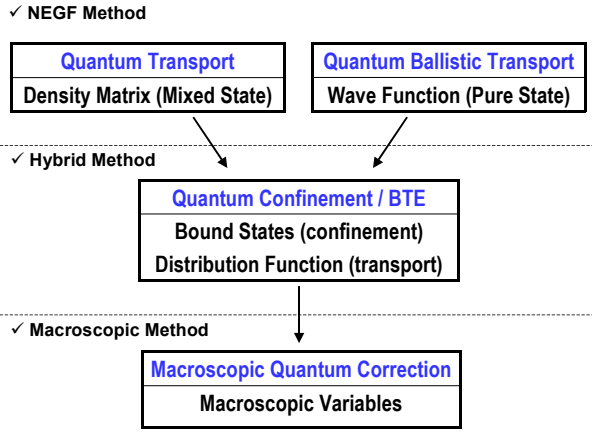 ✓ NEGF Method
Quantum Transport
Density Matrix (Mixed State)
Quantum Ballistic Transport
Wave Function (Pure State)
✓ Hybrid Method
Quantum Confinement / BTE
Bound States (confinement)
Distribution Function (transport)
✓ Macroscopic Method
Macroscopic Quantum Correction
Macroscopic Variables